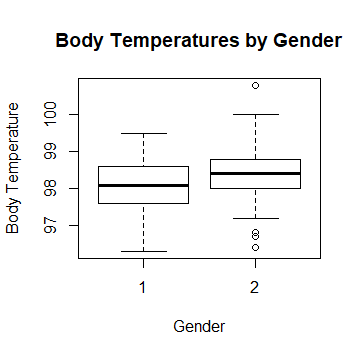 Body Temperatures by Gender
Body Temperature
100
99
98
97
1 2
Gender